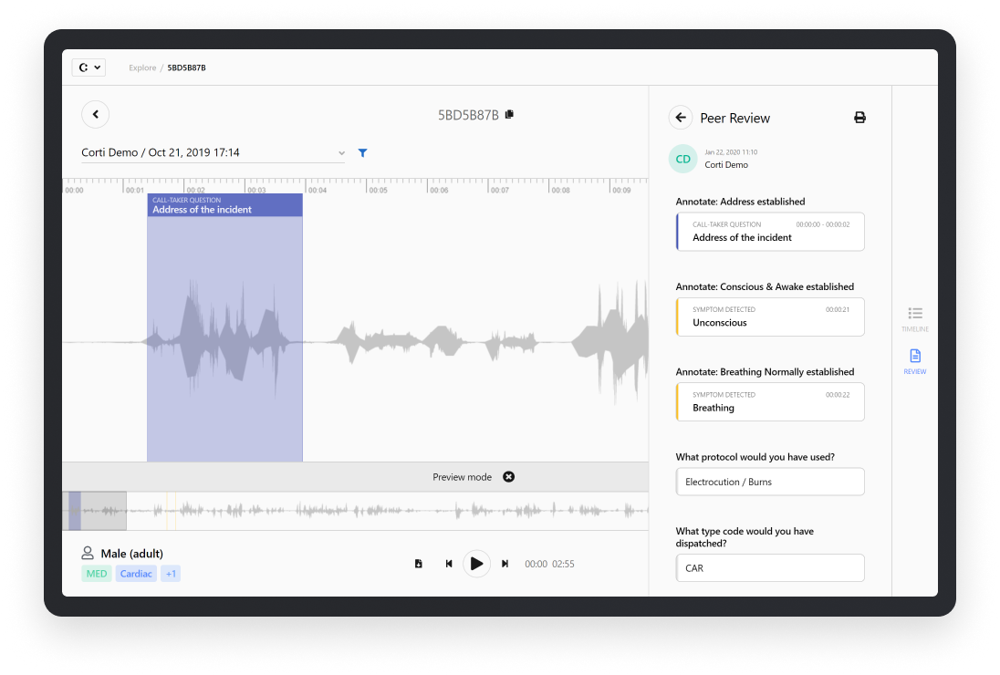 Explore / 5BD5B87B
5BD5B87B
Corti Demo / Oct 21, 2019 17:14
00:00 00:01 00:02 00:03 00:04 00:05 00:06 00:07 00:08 00:09
CALL-TAKER QUESTION
Address of the incident
Preview mode
Male (adult)
MED Cardiac +1
00:00 02:55
Peer Review
CD
Jan 22, 2020 11:10
Corti Demo
Annotate: Address established
CALL-TAKER QUESTION 00:00:00 - 00:00:02
Address of the incident
Annotate: Conscious & Awake established
SYMPTOM DETECTED 00:00:21
Unconscious
Annotate: Breathing Normally established
SYMPTOM DETECTED 00:00:22
Breathing
What protocol would you have used?
Electrocution / Burns
What type code would you have
dispatched?
CAR
TIMELINE
REVIEW